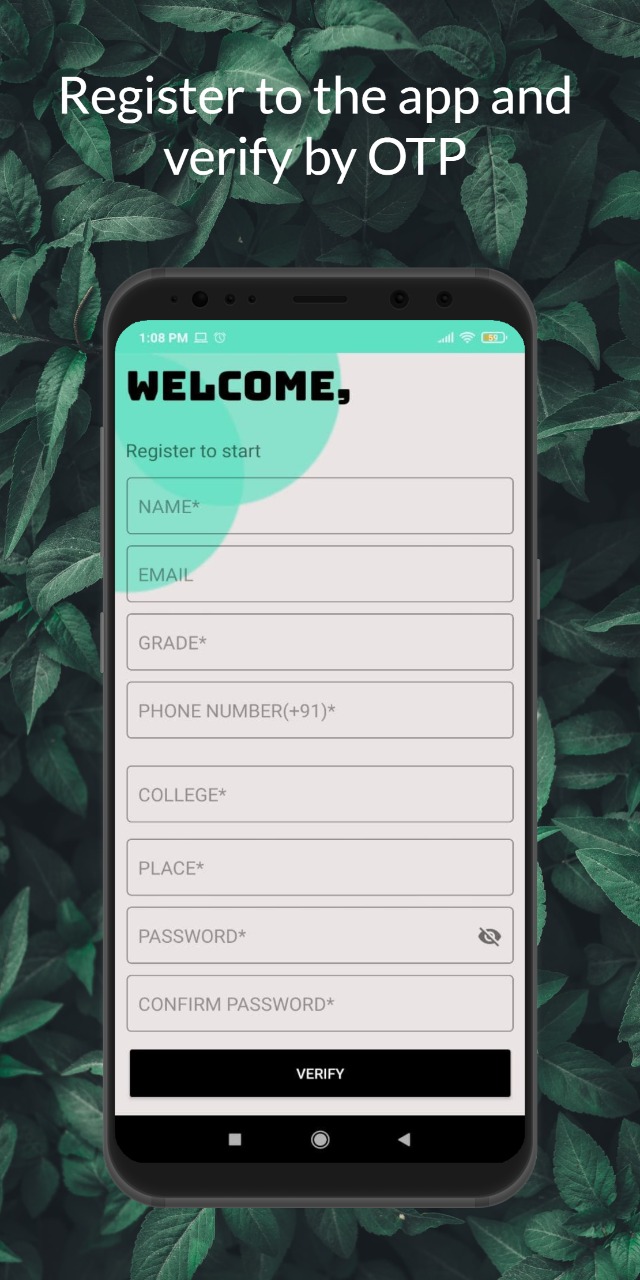 Register to the app and
verify by OTP
1:08 PM
59
WELCOME,
Register to start
NAME*
EMAIL
GRADE*
PHONE NUMBER(+91)*
COLLEGE*
PLACE*
PASSWORD*
CONFIRM PASSWORD*
VERIFY